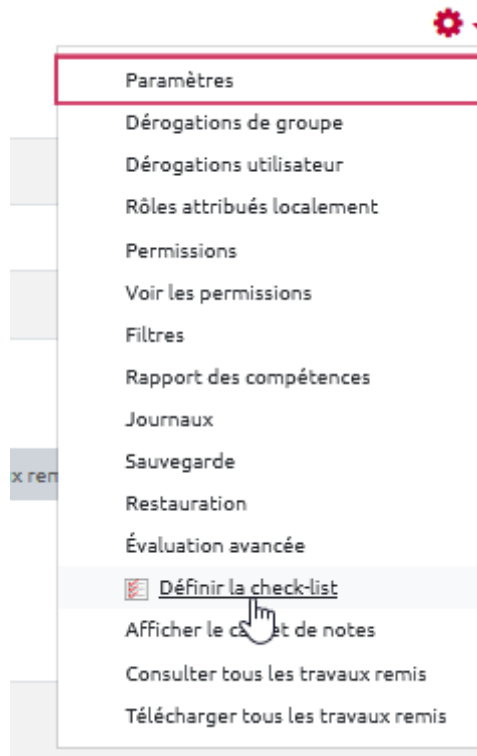 Paramètres
Dérogations de groupe
Dérogations utilisateur
Rôles attribués localement
Permissions
Voir les permissions
Filtres
Rapport des compétences
Journaux
x rem
Sauvegarde
Restauration
Évaluation avancée
Définir la check-list
Afficher le carnet de notes
Consulter tous les travaux remis
Télécharger tous les travaux remis